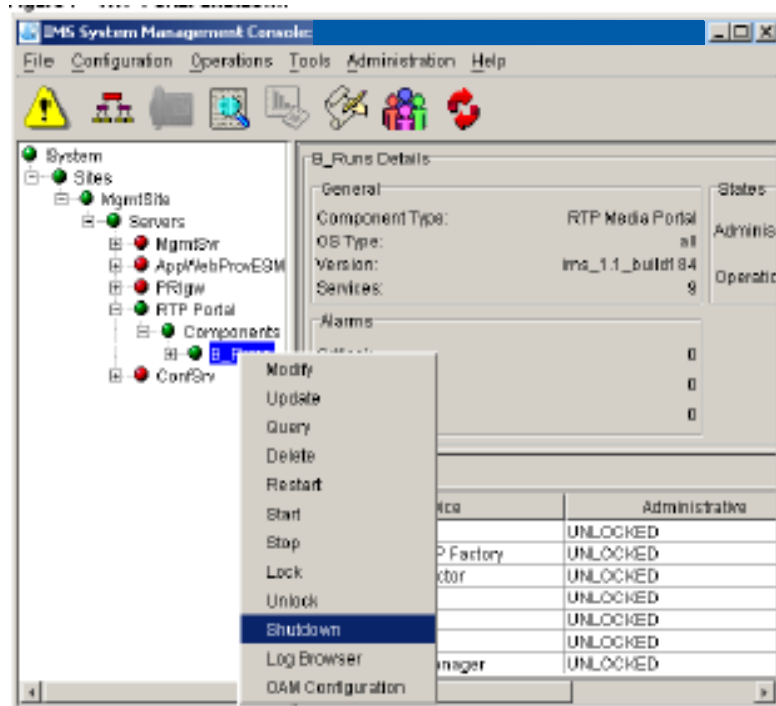 IMS System Management Console:
File Configuration Operations Tools Administration Help
System
Sites
MgmtSite
Servers
MgmtSvr
AppWebProvESM
PRIgw
RTP Portal
Components
ConfSrv
B_Runs Details
General
Component Type: RTP Media Portal
OS Type: all
Version: ims_1.1_build184
Services: 9
States
Adminis
Operatio
Alarms
0
0
0
Modify
Update
Query
Delete
Restart
Start
Stop
Lock
Unlock
Shutdown
Log Browser
OAM Configuration
vice Administrative
UNLOCKED
P Factory UNLOCKED
ctor UNLOCKED
UNLOCKED
UNLOCKED
UNLOCKED
anager UNLOCKED